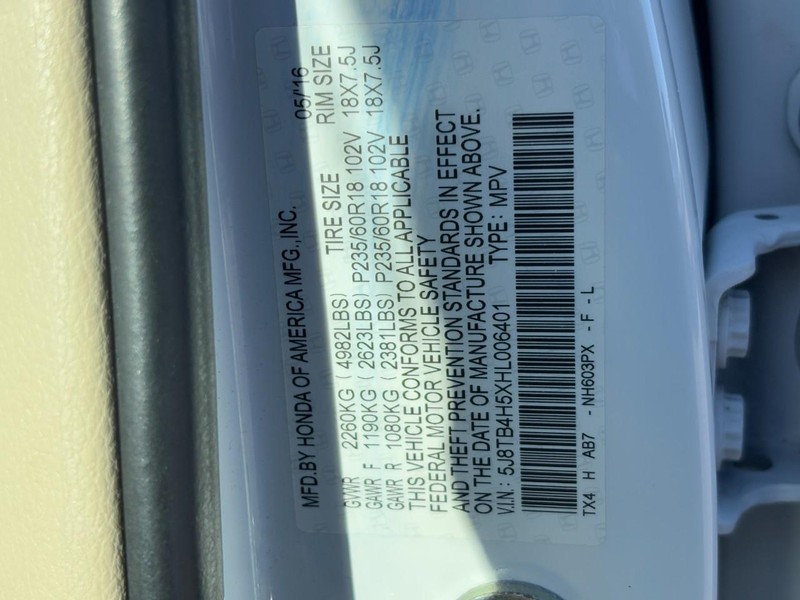 MFD.BY HONDA OF AMERICA MFG.,INC. 05/'16
TIRE SIZE RIM SIZE
GVWR 2260KG ( 4982LBS)
GAWR F 1190KG ( 2623LBS) P235/60R18 102V 18X7.5J
GAWR R 1080KG ( 2381LBS) P235/60R18 102V 18X7.5J
THIS VEHICLE CONFORMS TO ALL APPLICABLE
FEDERAL MOTOR VEHICLE SAFETY
AND THEFT PREVENTION STANDARDS IN EFFECT
ON THE DATE OF MANUFACTURE SHOWN ABOVE.
V.I.N.: 5J8TB4H5XHL006401 TYPE: MPV
TX4 H AB7 - NH603PX - F - L